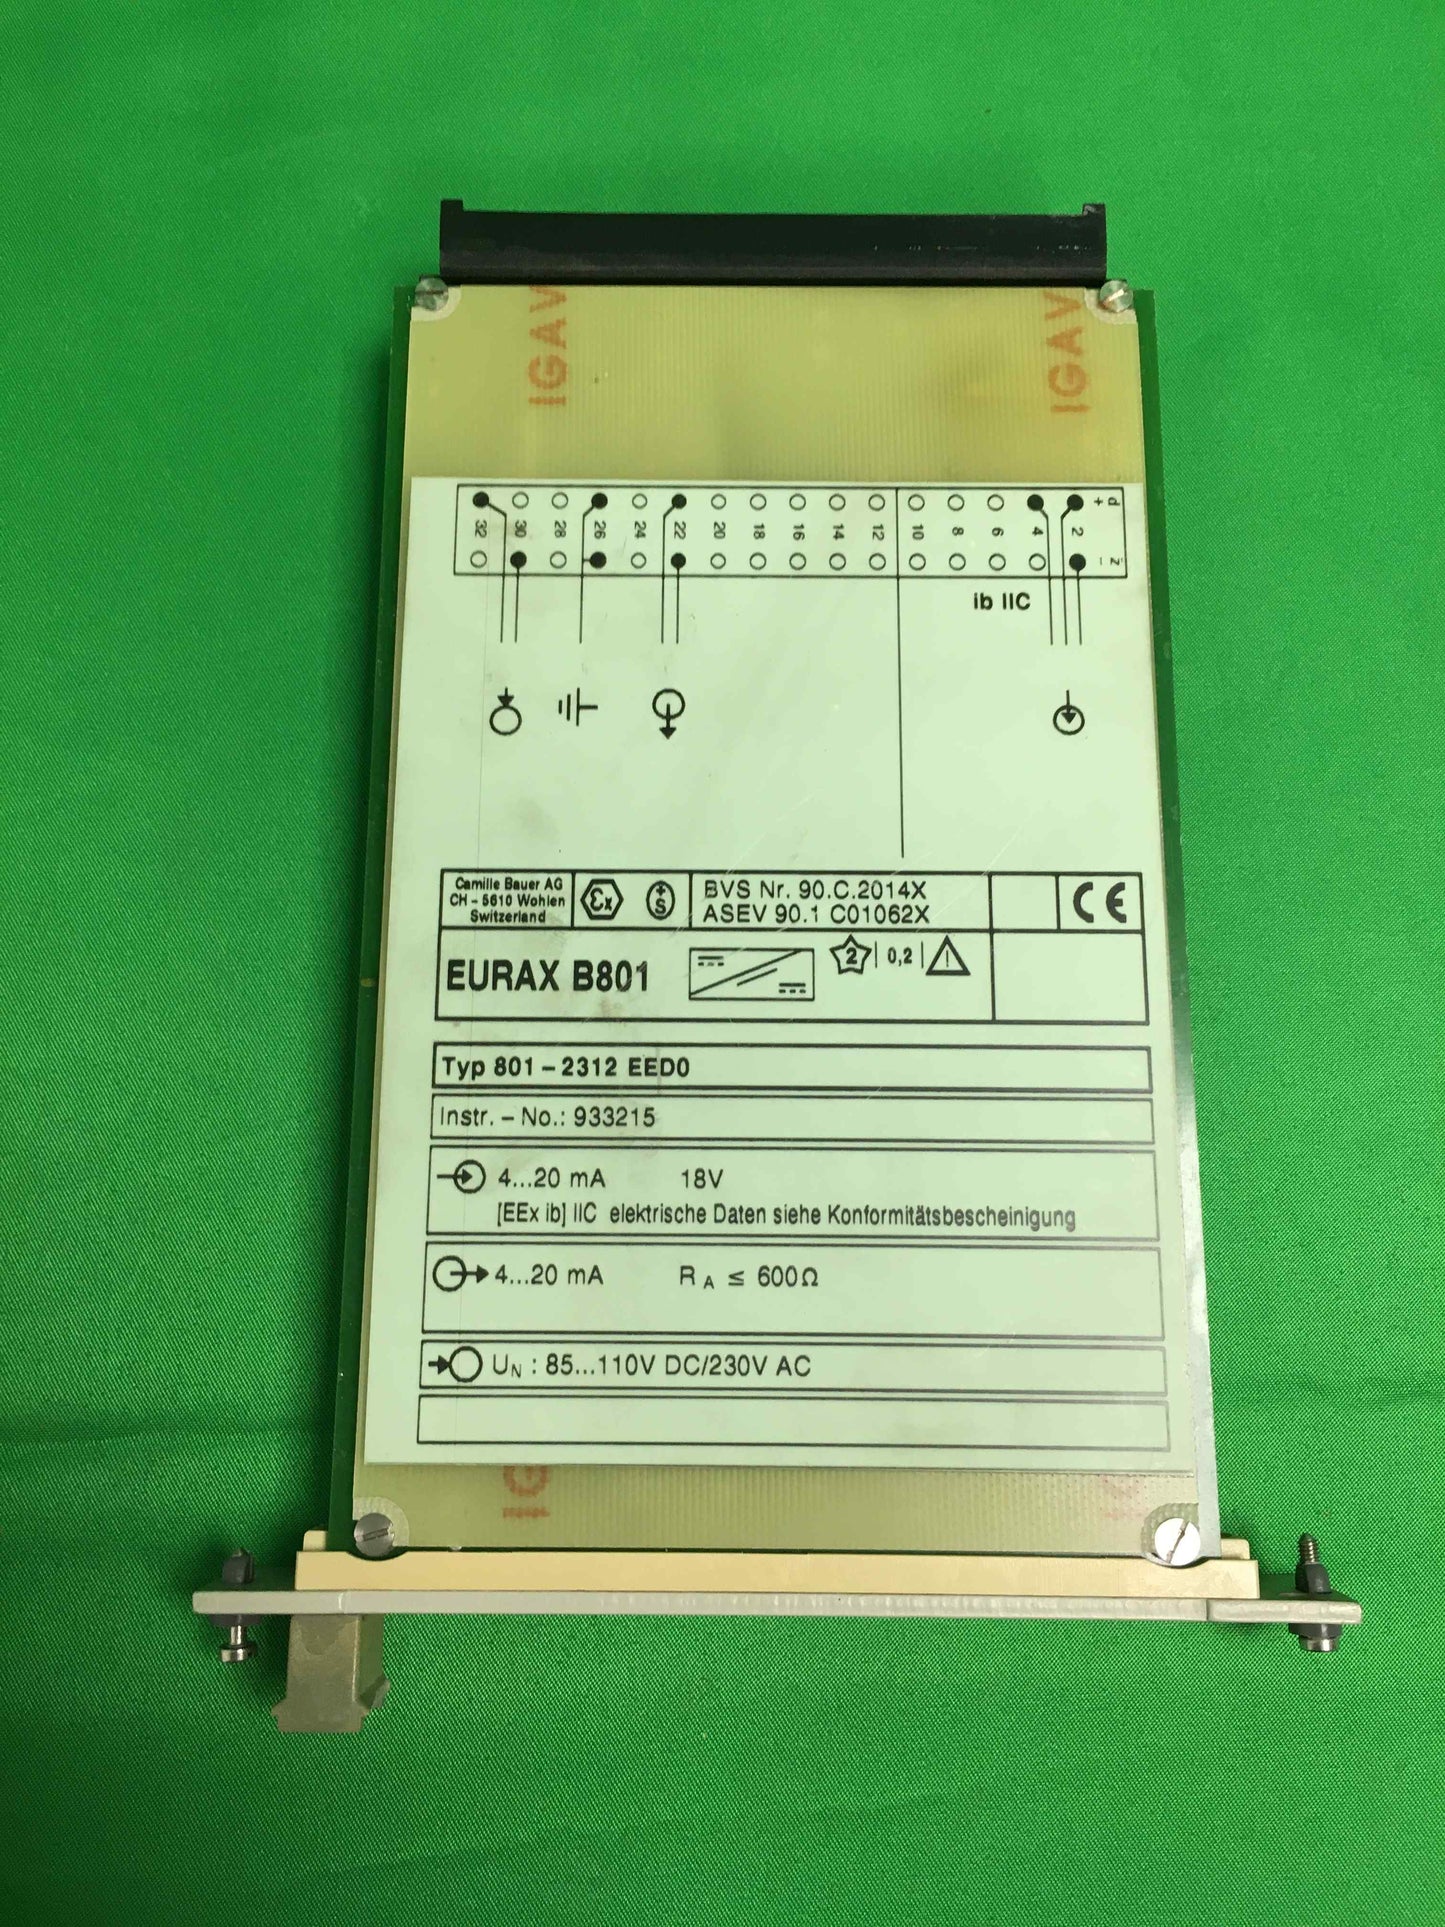 IGAV IGAV
32 30 28 26 24 22 20 18 16 14 12 10 8 6 4 2 + d
- z
ib IIC
Camille Bauer AG
CH - 5610 Wohlen
Switzerland
Ex
+
S
BVS Nr. 90.C.2014X
ASEV 90.1 C01062X
CE
EURAX B801
2 | 0,2 | !
Typ 801 - 2312 EED0
Instr. - No.: 933215
4...20 mA 18V
[EEx ib] IIC elektrische Daten siehe Konformitätsbescheinigung
4...20 mA R A ≤ 600Ω
UN : 85...110V DC/230V AC
IG